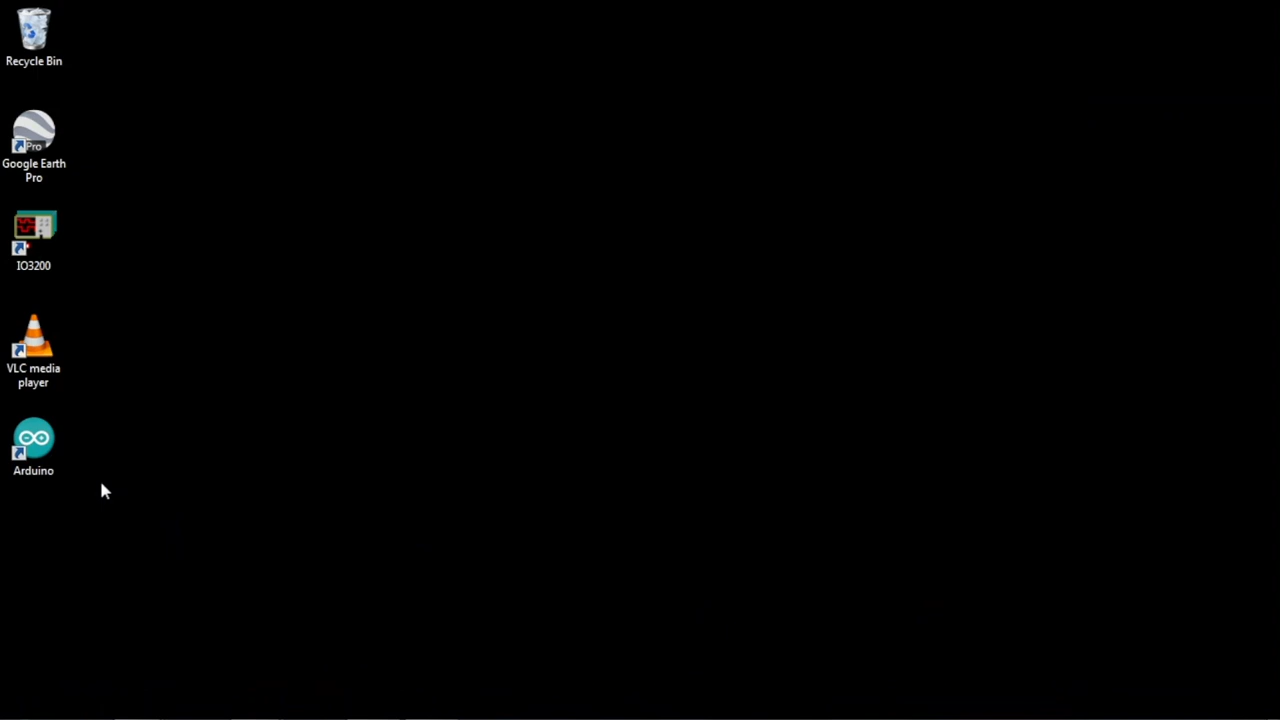 Recycle Bin
Pro
Google Earth
Pro
IO3200
VLC media
player
Arduino